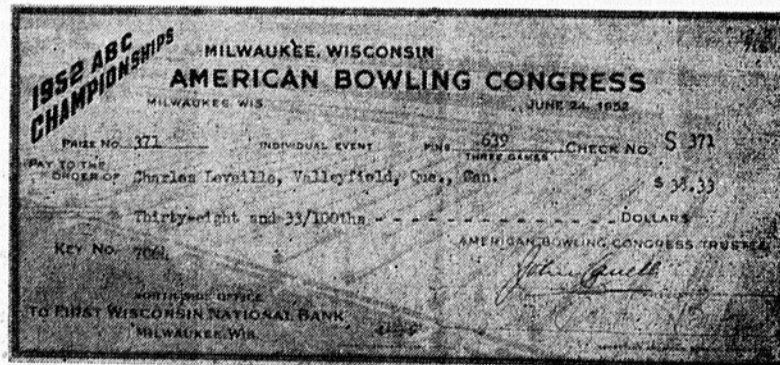 1952 ABC
CHAMPIONSHIPS
MILWAUKEE, WISCONSIN
AMERICAN BOWLING CONGRESS
MILWAUKEE, WIS. JUNE 24, 1952
PRIZE NO. 371 INDIVIDUAL EVENT PINS 639 CHECK NO. S 371
THREE GAMES
PAY TO THE
ORDER OF Charles Leveille, Valleyfield, Que., Can. $ 38.33
Thirty-eight and 33/100ths - - - - - - - - - - - - DOLLARS
KEY NO. AMERICAN BOWLING CONGRESS TRUSTEE
NORTH SIDE OFFICE
TO FIRST WISCONSIN NATIONAL BANK
MILWAUKEE, WIS.